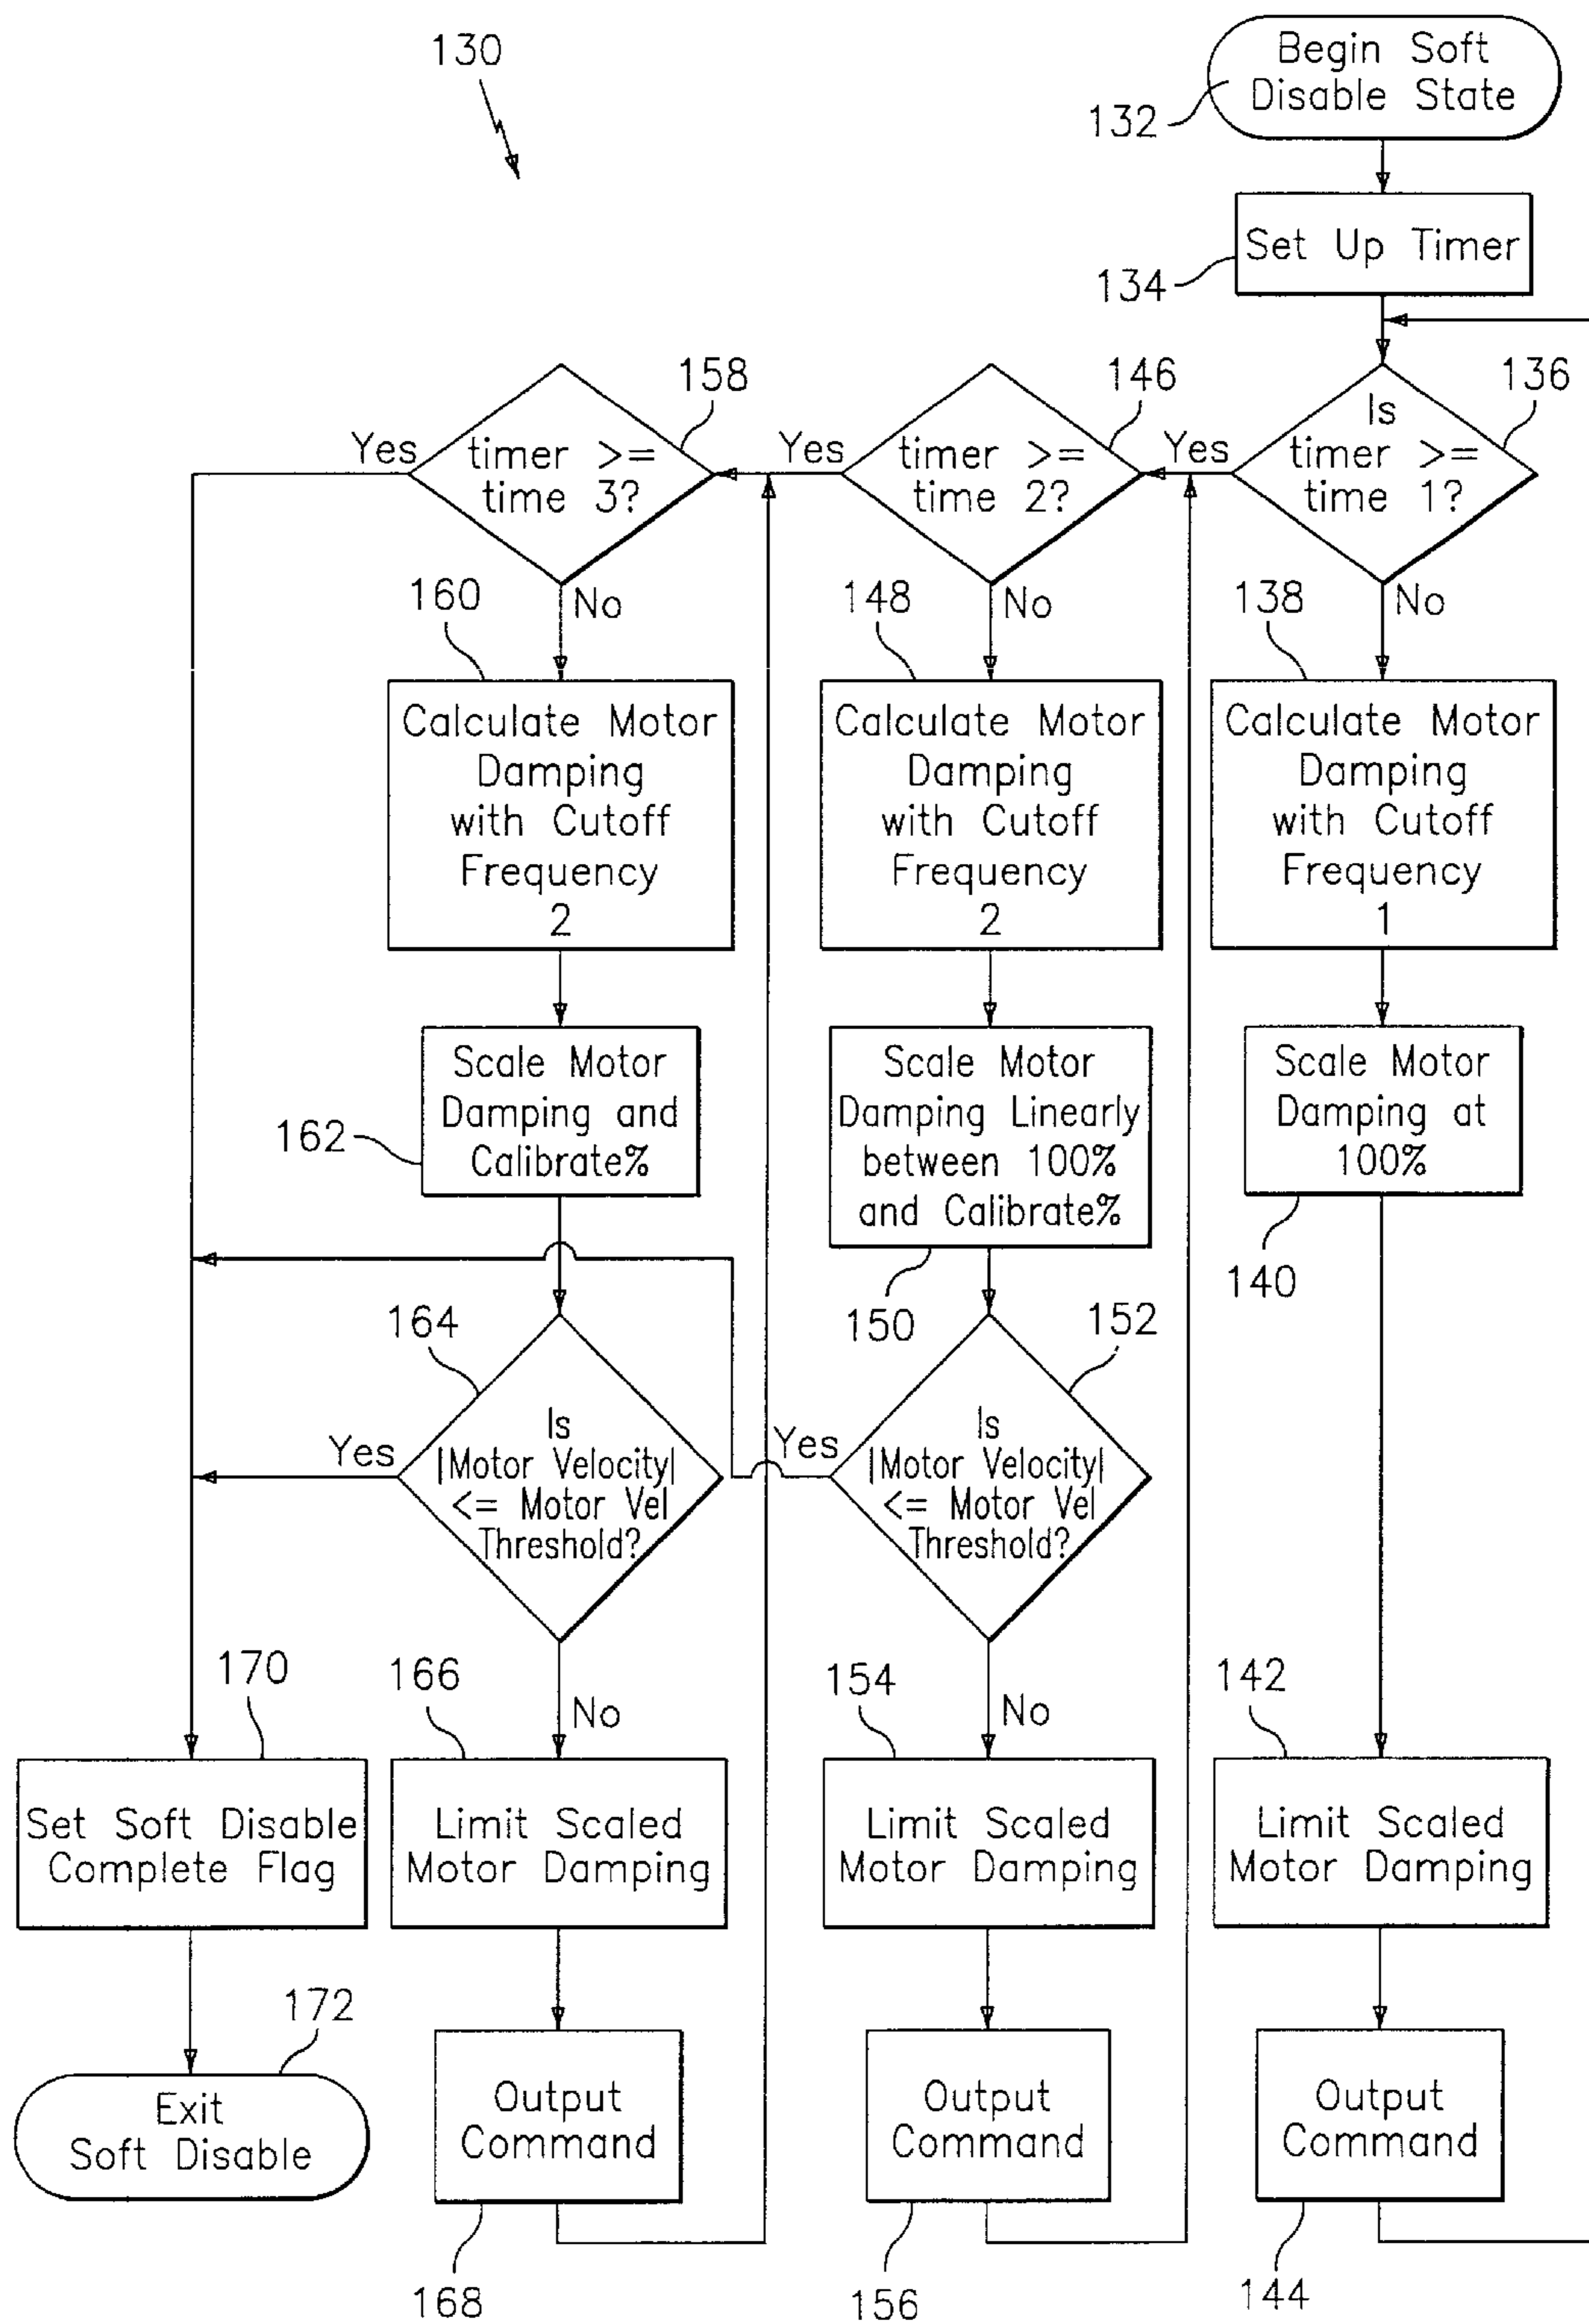 130
Begin Soft
Disable State
132
Set Up Timer
134
136
Is
timer >=
time 1?
Yes
No
138
Calculate Motor
Damping
with Cutoff
Frequency
1
Scale Motor
Damping at
100%
140
142
Limit Scaled
Motor Damping
Output
Command
144
146
timer >=
time 2?
Yes
No
148
Calculate Motor
Damping
with Cutoff
Frequency
2
Scale Motor
Damping Linearly
between 100%
and Calibrate%
150
152
Is
|Motor Velocity|
<= Motor Vel
Threshold?
Yes
No
154
Limit Scaled
Motor Damping
Output
Command
156
158
timer >=
time 3?
Yes
No
160
Calculate Motor
Damping
with Cutoff
Frequency
2
Scale Motor
Damping and
Calibrate%
162
164
Is
|Motor Velocity|
<= Motor Vel
Threshold?
Yes
No
166
Limit Scaled
Motor Damping
Output
Command
168
170
Set Soft Disable
Complete Flag
172
Exit
Soft Disable